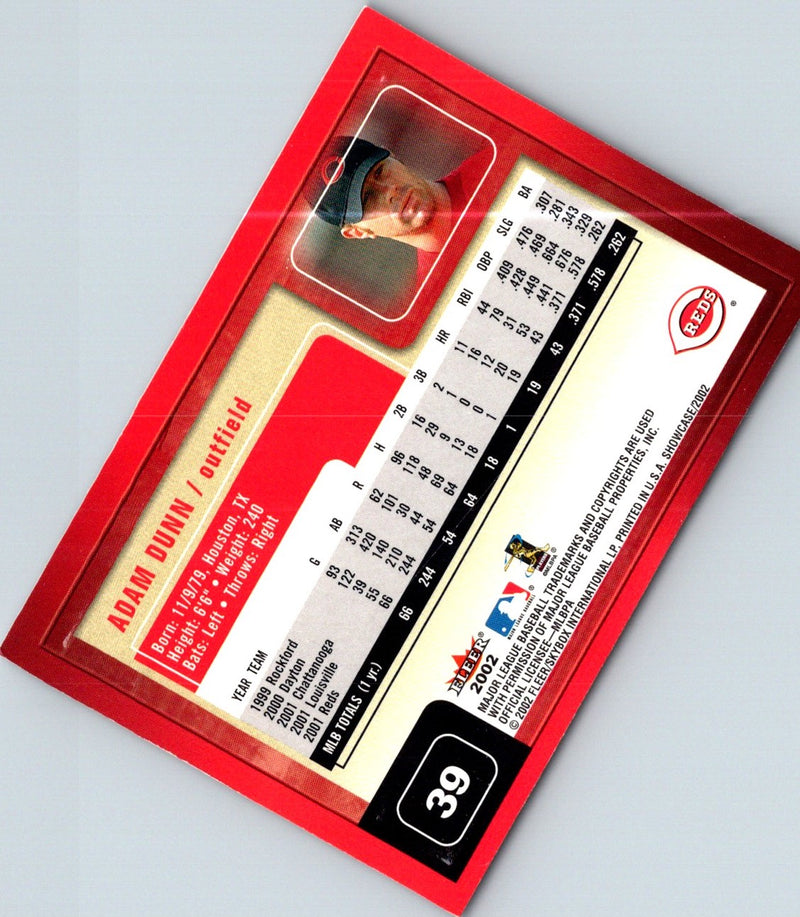 ADAM DUNN / outfield
Born: 11/9/79, Houston, TX
Height: 6'6" • Weight: 240
Bats: Left • Throws: Right
YEAR TEAM G AB R H 2B 3B HR RBI OBP SLG BA
1999 Rockford 93 313 62 96 16 2 11 44 .409 .476 .307
2000 Dayton 122 420 101 118 29 1 16 79 .428 .469 .281
2001 Chattanooga 39 140 30 48 9 0 12 31 .449 .664 .343
2001 Louisville 55 210 44 69 13 0 20 53 .441 .676 .329
2001 Reds 66 244 54 64 18 1 19 43 .371 .578 .262
MLB TOTALS (1 yr.) 66 244 54 64 18 1 19 43 .371 .578 .262
REDS ®
FLEER®
2002
MAJOR LEAGUE BASEBALL TRADEMARKS AND COPYRIGHTS ARE USED
WITH PERMISSION OF MAJOR LEAGUE BASEBALL PROPERTIES, INC.
OFFICIAL LICENSEE—MLBPA
© 2002 FLEER/SKYBOX INTERNATIONAL LP. PRINTED IN U.S.A. SHOWCASE/2002
39